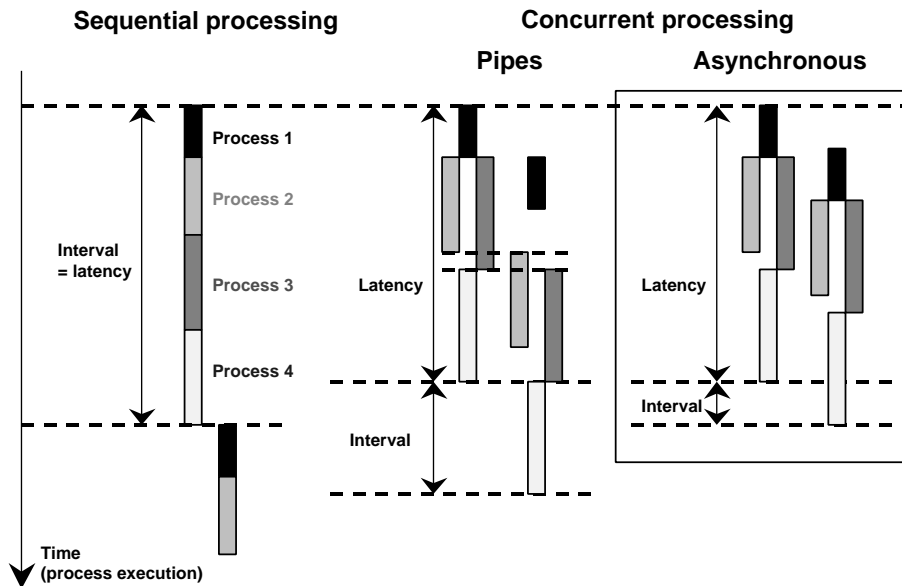 Sequential processing
Concurrent processing
Pipes
Asynchronous
Process 1
Process 2
Interval
= latency
Process 3
Process 4
Latency
Interval
Latency
Interval
Time
(process execution)